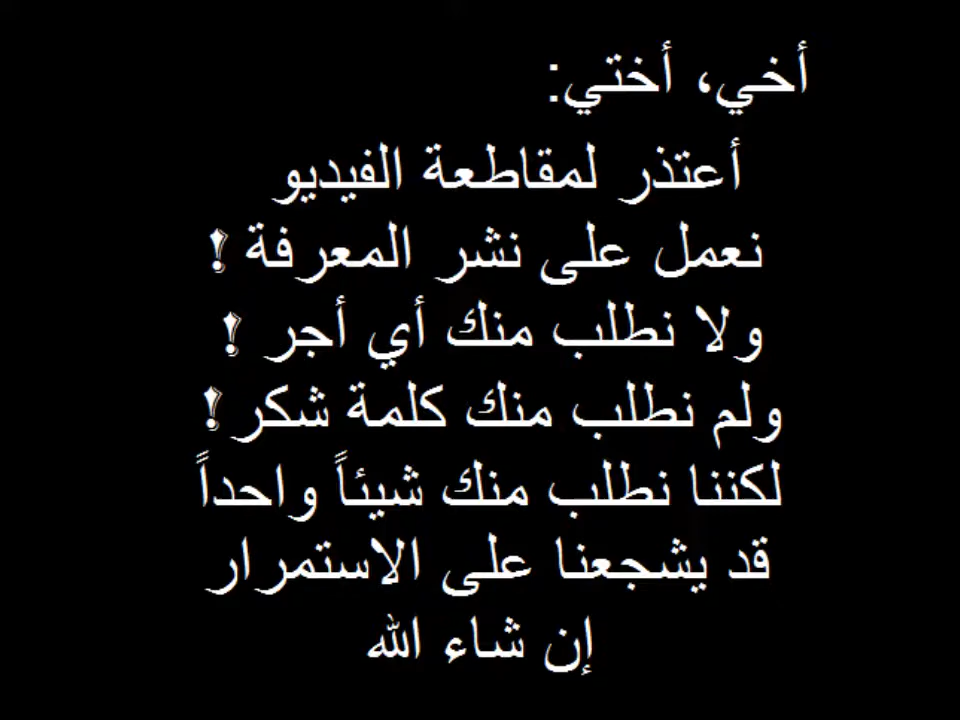 أخي، أختي:
أعتذر لمقاطعة الفيديو
نعمل على نشر المعرفة !
ولا نطلب منك أي أجر !
ولم نطلب منك كلمة شكر!
لكننا نطلب منك شيئاً واحداً
قد يشجعنا على الاستمرار
إن شاء الله